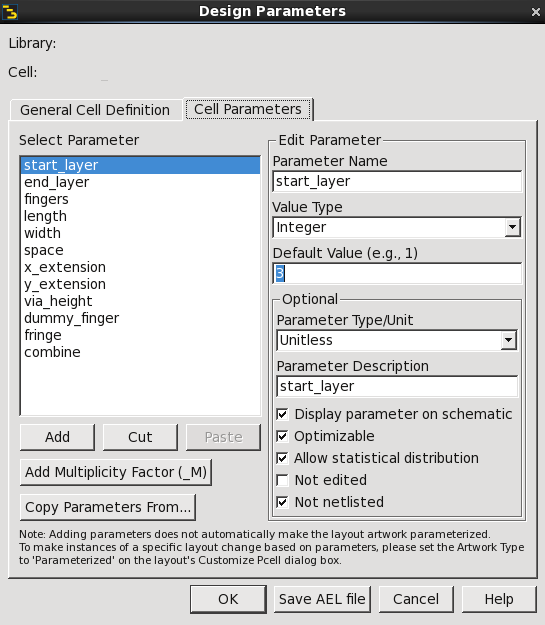 Design Parameters
Library:
Cell:
General Cell Definition
Cell Parameters
Select Parameter
start_layer
end_layer
fingers
length
width
space
x_extension
y_extension
via_height
dummy_finger
fringe
combine
Add
Cut
Paste
Add Multiplicity Factor (_M)
Copy Parameters From...
Edit Parameter
Parameter Name
start_layer
Value Type
Integer
Default Value (e.g., 1)
3
Optional
Parameter Type/Unit
Unitless
Parameter Description
start_layer
Display parameter on schematic
Optimizable
Allow statistical distribution
Not edited
Not netlisted
Note: Adding parameters does not automatically make the layout artwork parameterized.
To make instances of a specific layout change based on parameters, please set the Artwork Type
to 'Parameterized' on the layout's Customize Pcell dialog box.
OK
Save AEL file
Cancel
Help